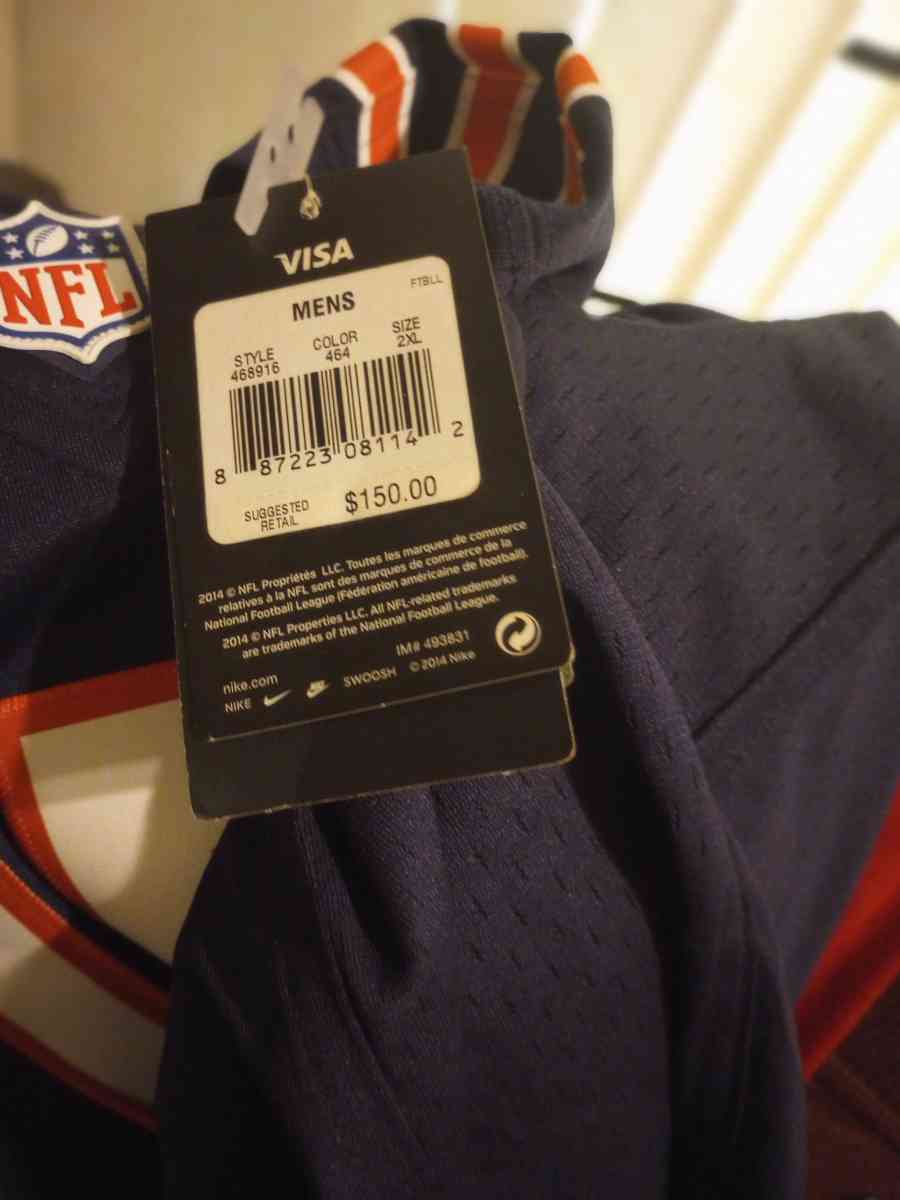 NFL
VISA
FTBLL
MENS
STYLE COLOR SIZE
468916 464 2XL
8 87223 08114 2
SUGGESTED RETAIL $150.00
2014 © NFL Propriétés LLC. Toutes les marques de commerce
relatives à la NFL sont des marques de commerce de la
National Football League (Fédération américaine de football).
2014 © NFL Properties LLC. All NFL-related trademarks
are trademarks of the National Football League.
IM# 493831
nike.com
NIKE SWOOSH © 2014 Nike